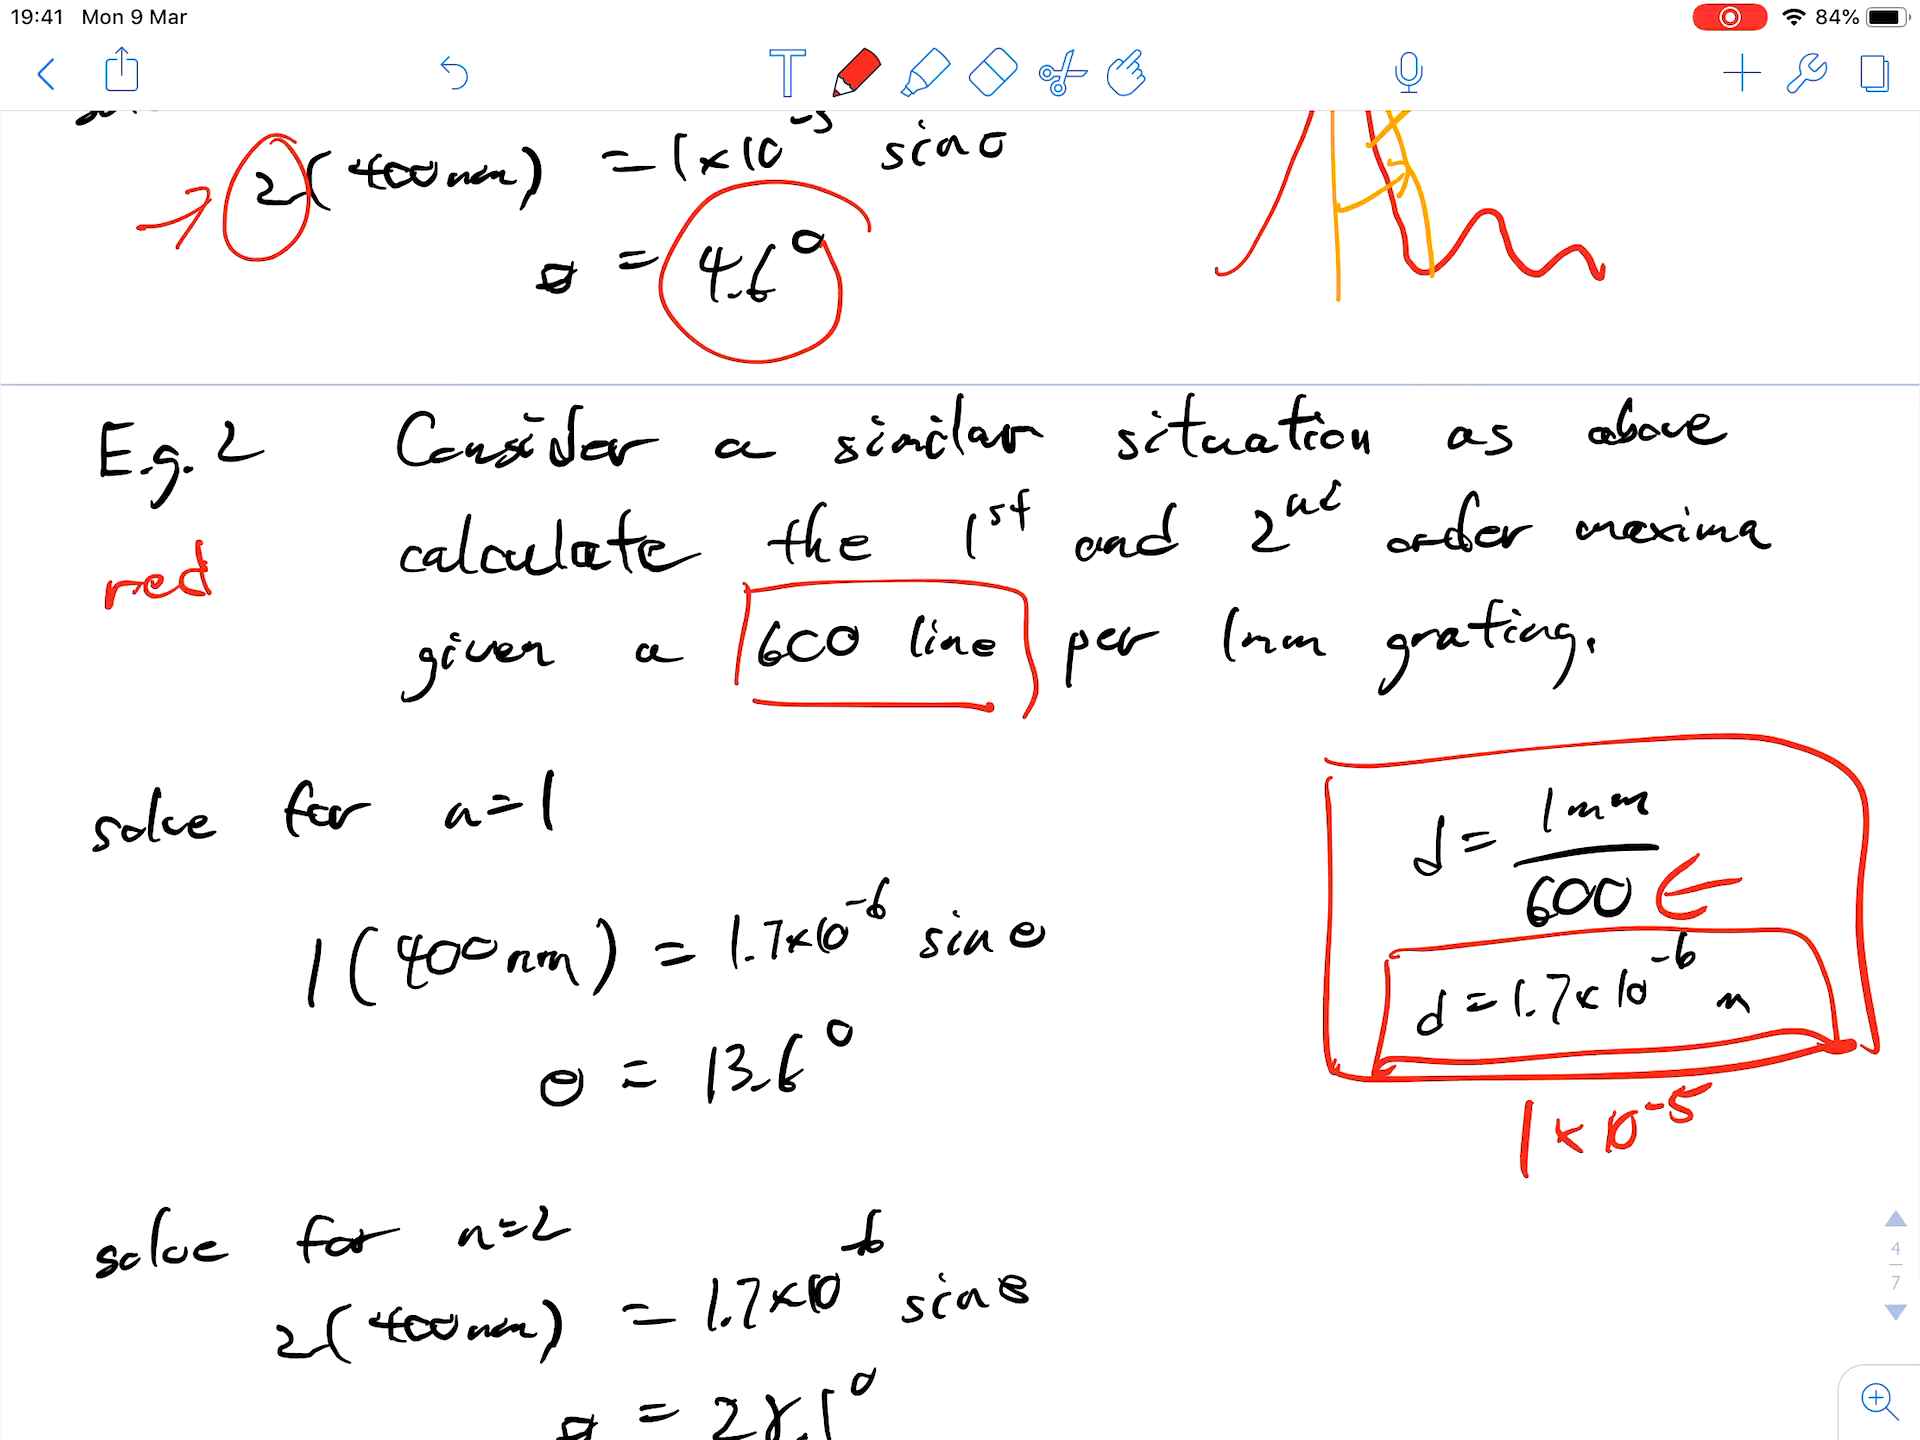 19:41 Mon 9 Mar 84%
T
2(400nm) = 1×10⁻⁵ sinθ
θ = 4.6°
E.g. 2 Consider a similar situation as above
calculate the 1st and 2nd order maxima
red
given a 600 line per 1mm grating.
solve for n=1
d = 1mm / 600
1(400nm) = 1.7×10⁻⁶ sinθ
d = 1.7×10⁻⁶ m
θ = 13.6°
1×10⁻⁵
solve for n=2
2(400nm) = 1.7×10⁻⁶ sinθ
θ = 28.1°
4
7